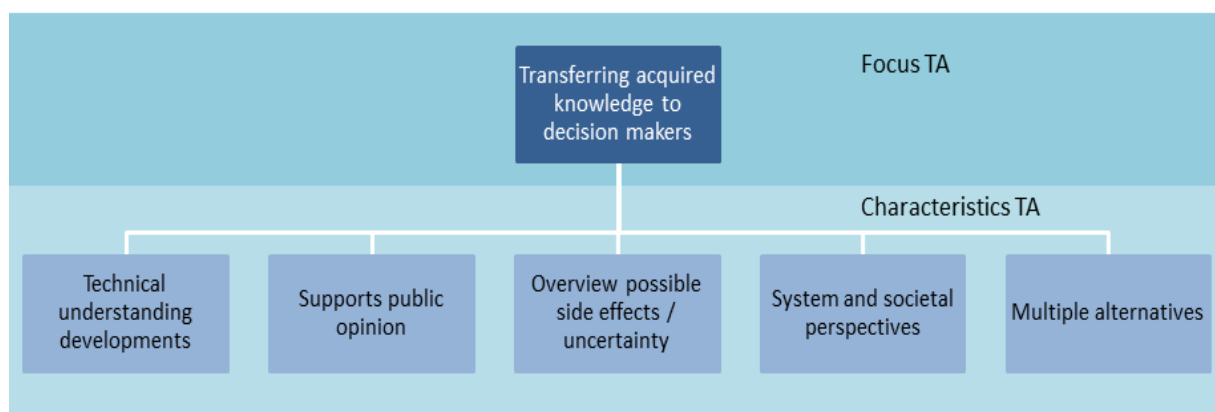 Focus TA
Transferring acquired
knowledge to
decision makers
Characteristics TA
Technical
understanding
developments
Supports public
opinion
Overview possible
side effects /
uncertainty
System and societal
perspectives
Multiple alternatives